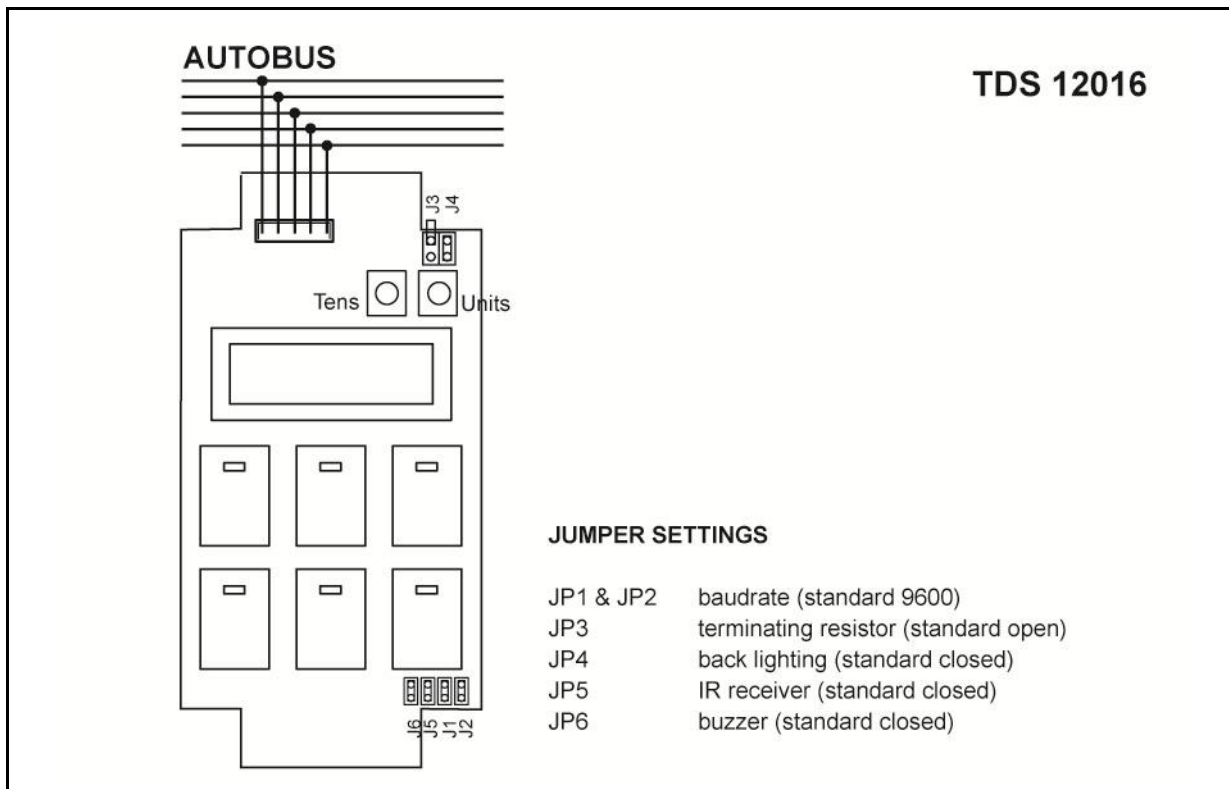 AUTOBUS
TDS 12016
J3
J4
Tens
Units
JUMPER SETTINGS
JP1 & JP2 baudrate (standard 9600)
JP3 terminating resistor (standard open)
JP4 back lighting (standard closed)
JP5 IR receiver (standard closed)
JP6 buzzer (standard closed)
J6
J5
J1
J2